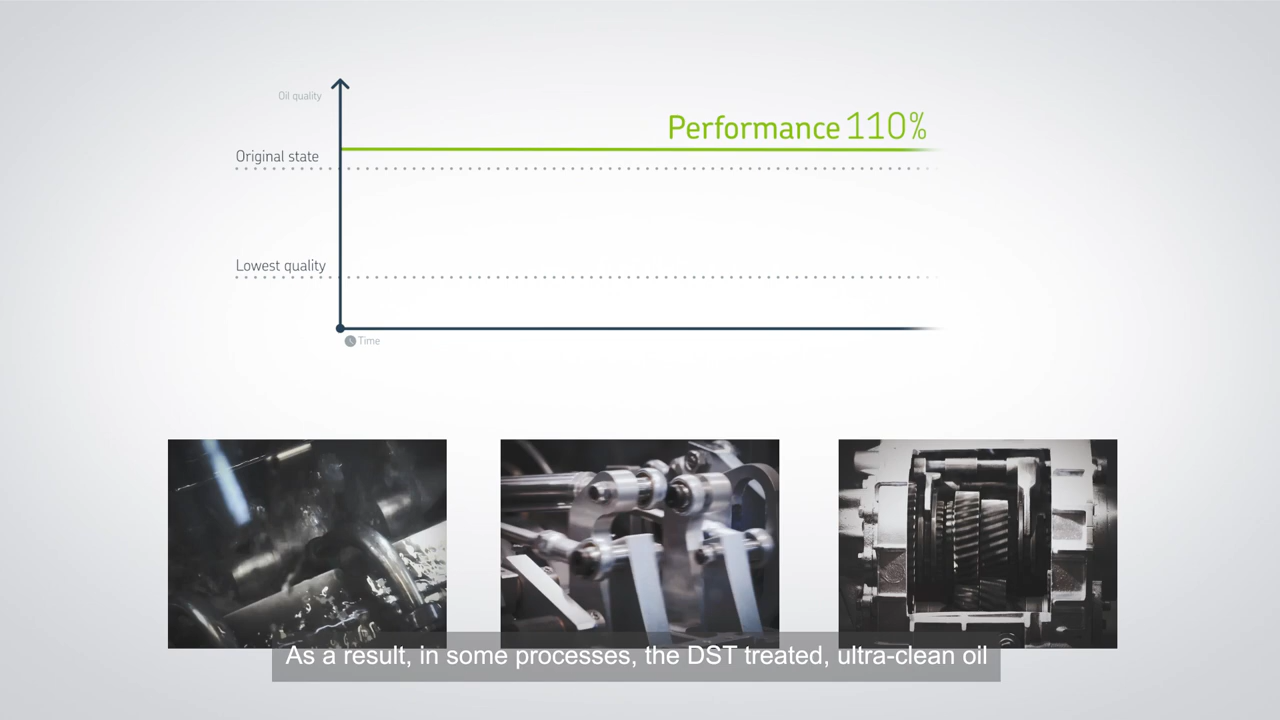 Oil quality
Performance 110%
Original state
Lowest quality
Time
As a result, in some processes, the DST treated, ultra-clean oil